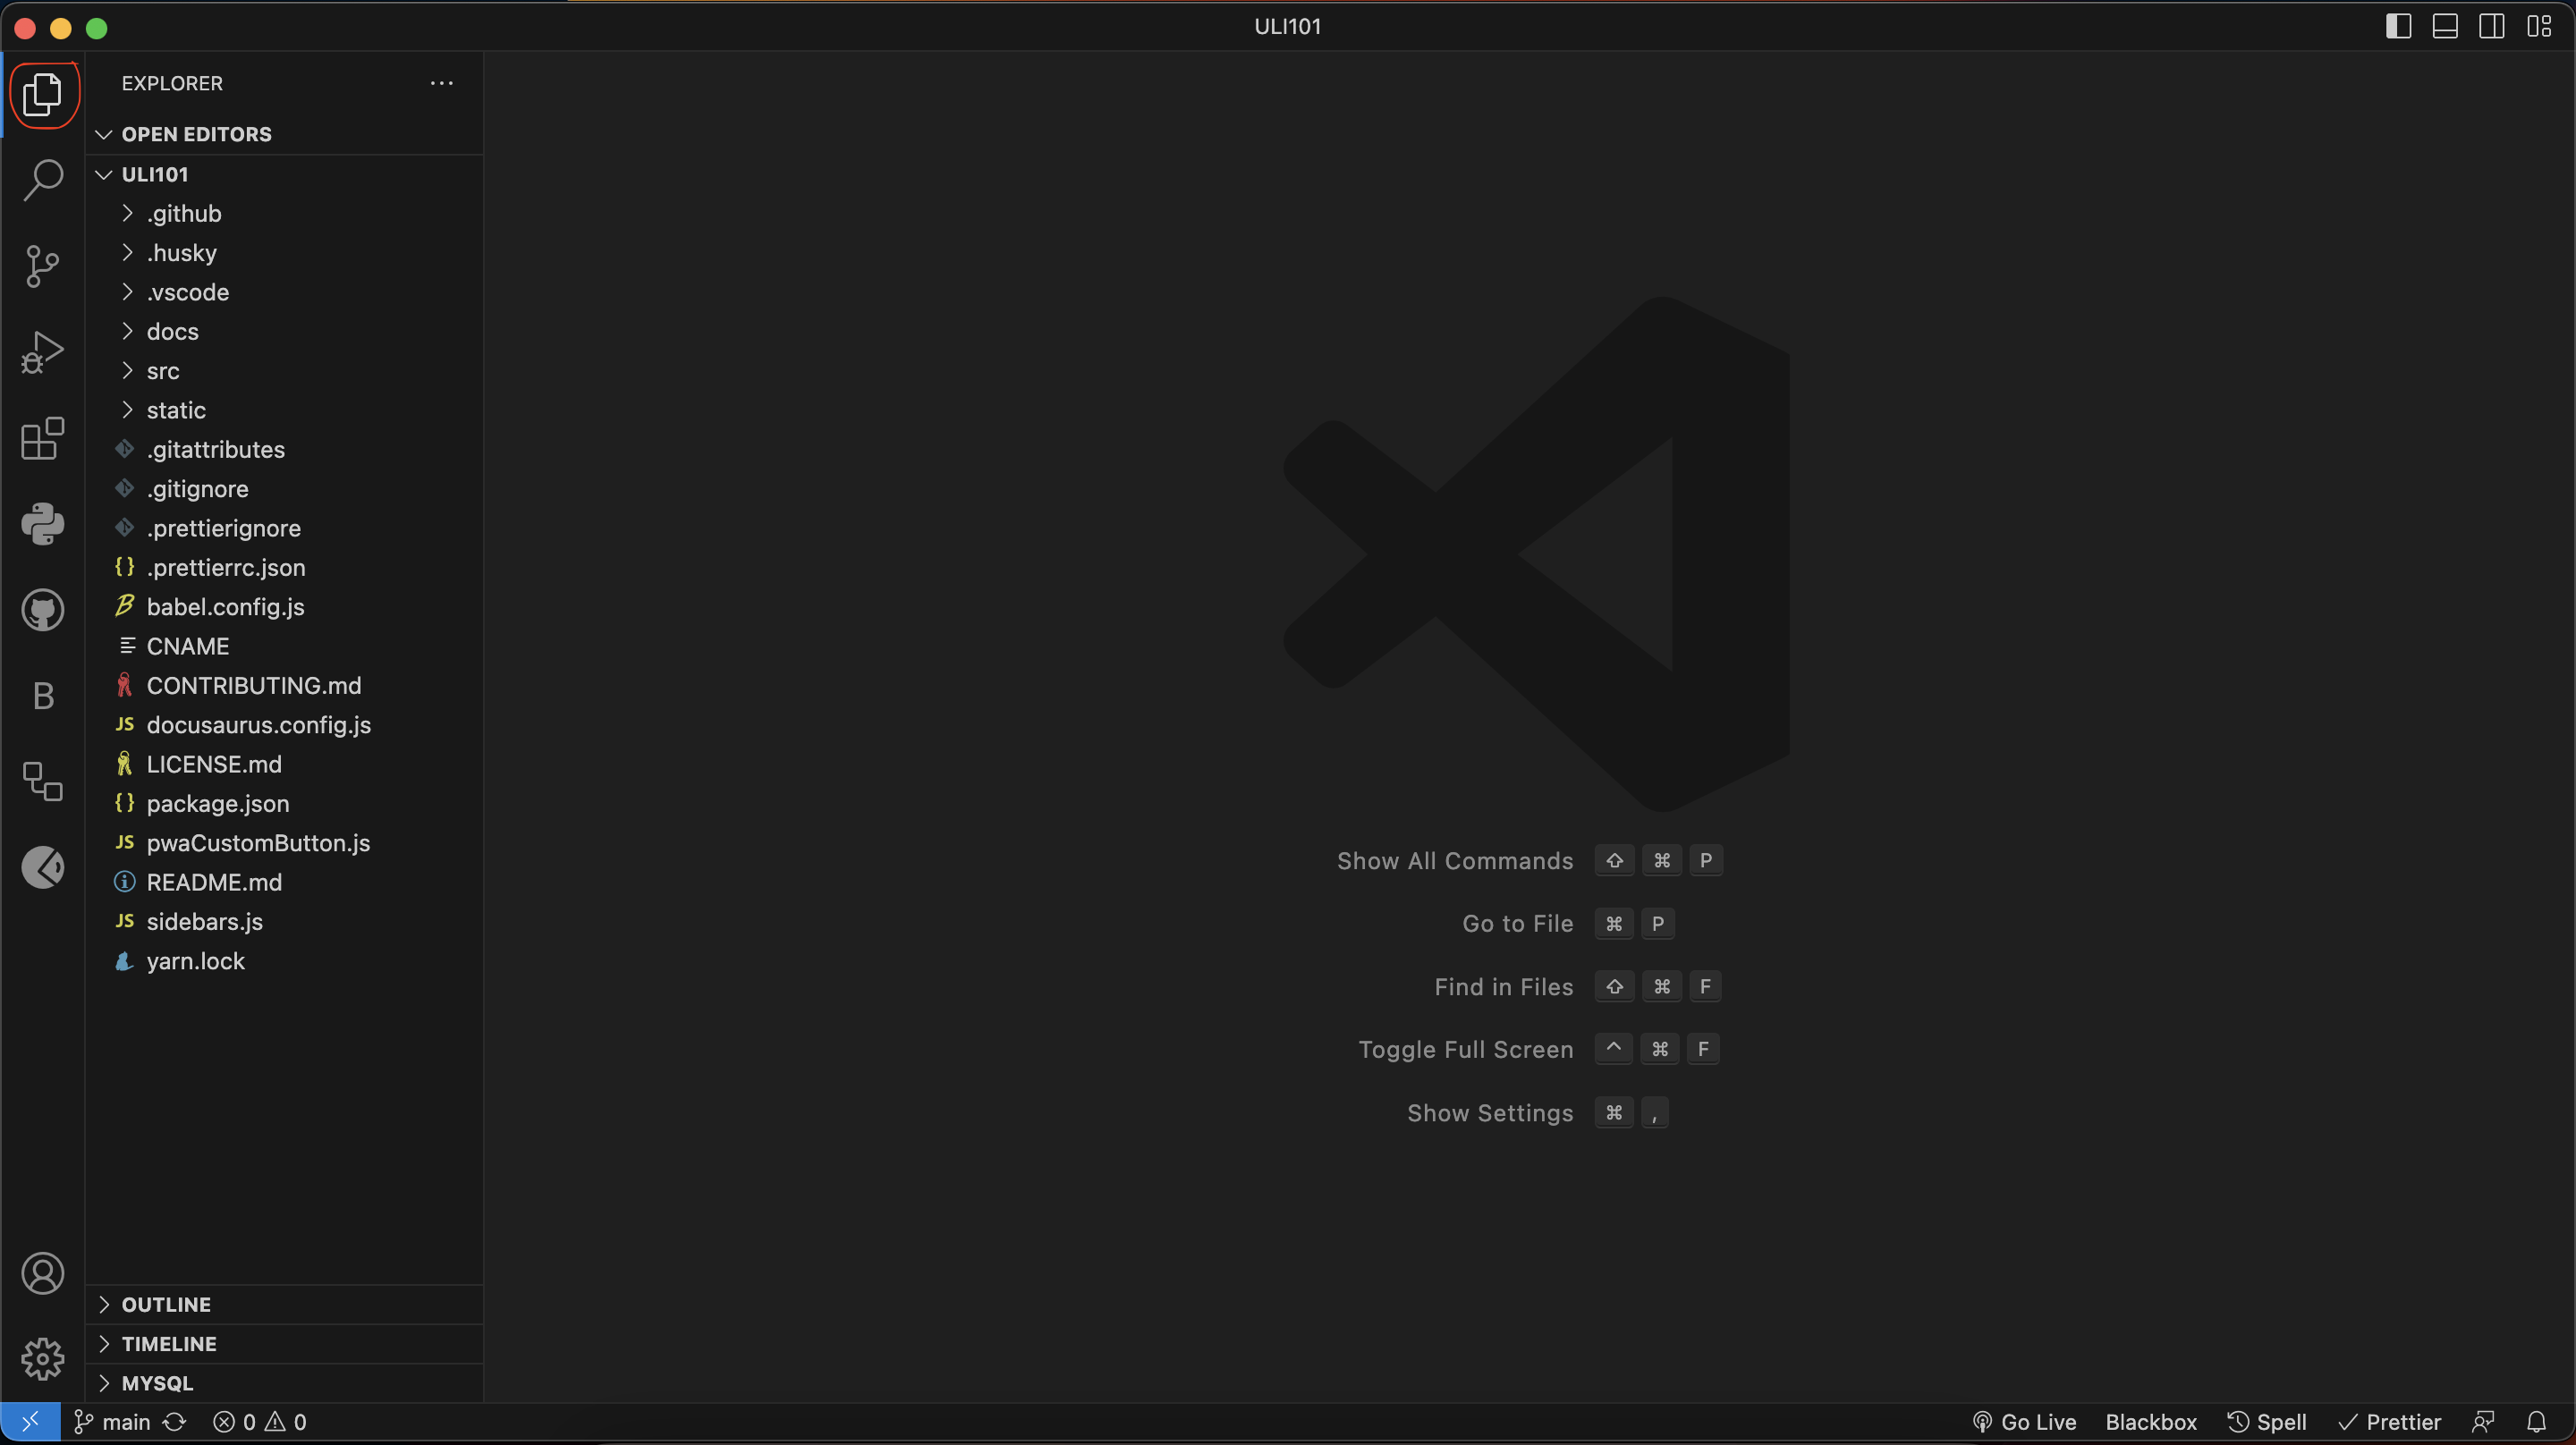 ULI101
EXPLORER
OPEN EDITORS
ULI101
.github
.husky
.vscode
docs
src
static
.gitattributes
.gitignore
.prettierignore
{} .prettierrc.json
babel.config.js
CNAME
CONTRIBUTING.md
JS docusaurus.config.js
LICENSE.md
{} package.json
JS pwaCustomButton.js
README.md
JS sidebars.js
yarn.lock
B
Show All Commands ⇧ ⌘ P
Go to File ⌘ P
Find in Files ⇧ ⌘ F
Toggle Full Screen ^ ⌘ F
Show Settings ⌘ ,
OUTLINE
TIMELINE
MYSQL
main 0 0 Go Live Blackbox Spell Prettier